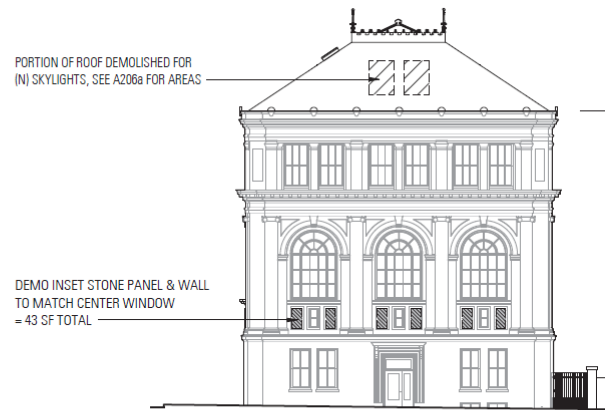 PORTION OF ROOF DEMOLISHED FOR
(N) SKYLIGHTS, SEE A206a FOR AREAS
DEMO INSET STONE PANEL & WALL
TO MATCH CENTER WINDOW
= 43 SF TOTAL